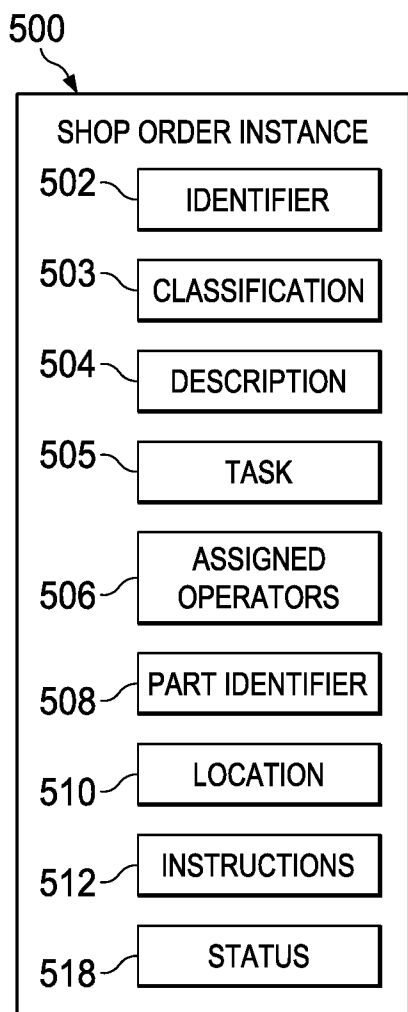 500
SHOP ORDER INSTANCE
502
IDENTIFIER
503
CLASSIFICATION
504
DESCRIPTION
505
TASK
506
ASSIGNED
OPERATORS
508
PART IDENTIFIER
510
LOCATION
512
INSTRUCTIONS
518
STATUS